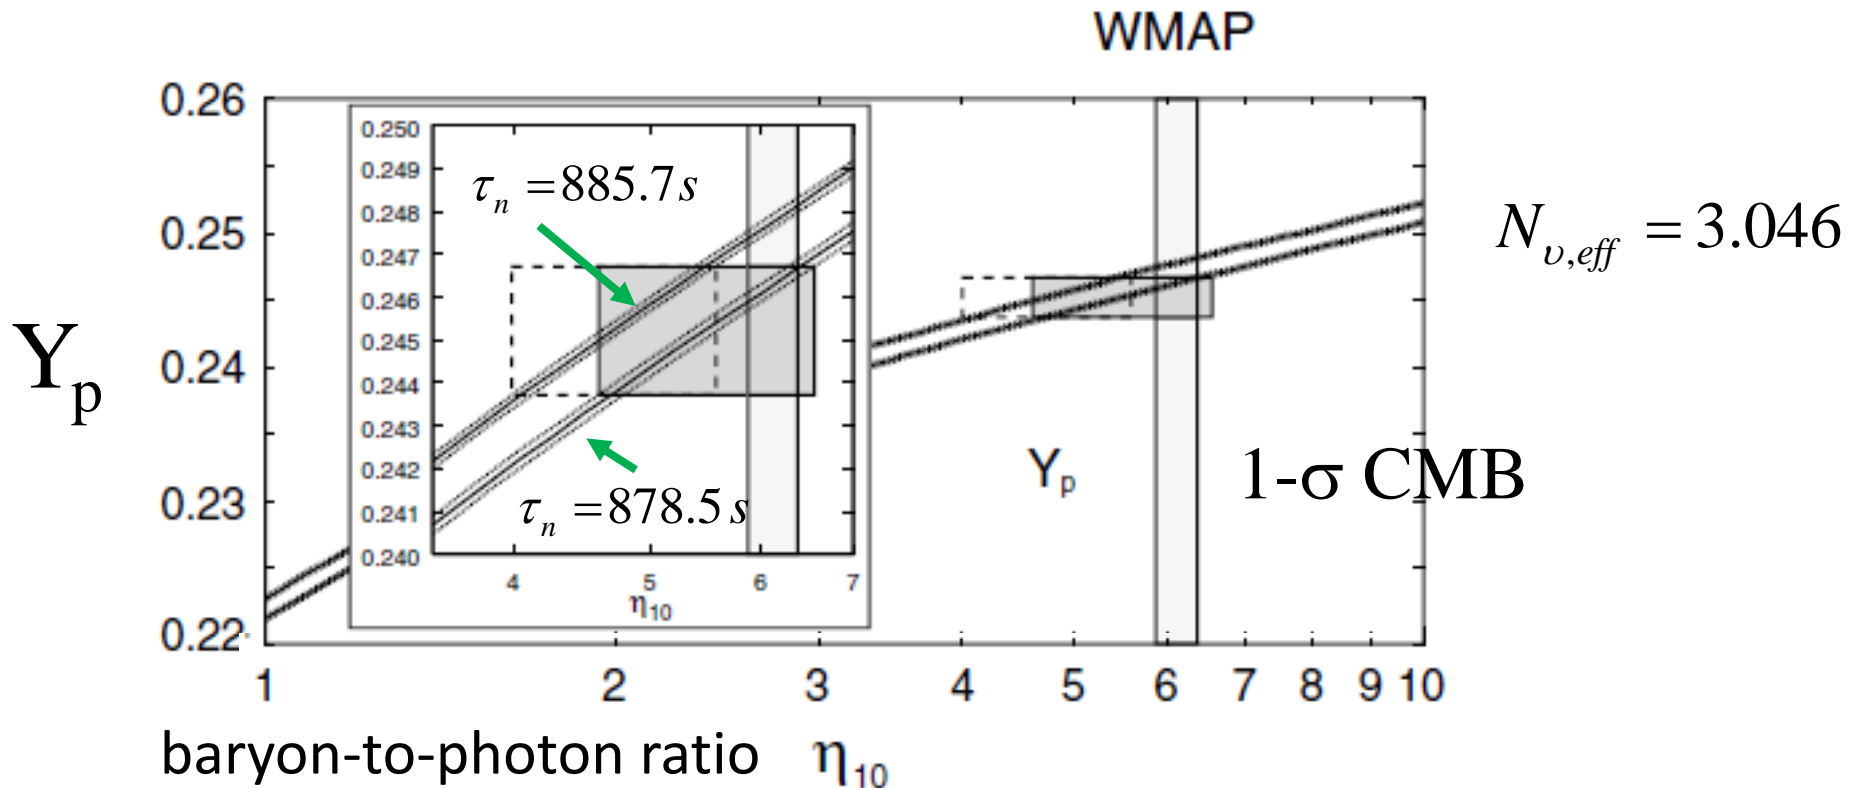 WMAP
0.26
0.25
0.24
0.23
0.22
Y_p
0.250
0.249
0.248
0.247
0.246
0.245
0.244
0.243
0.242
0.241
0.240
τ_n = 885.7 s
τ_n = 878.5 s
4 5 6 7
η_10
N_υ,eff = 3.046
Y_p
1-σ CMB
1 2 3 4 5 6 7 8 9 10
baryon-to-photon ratio η_10